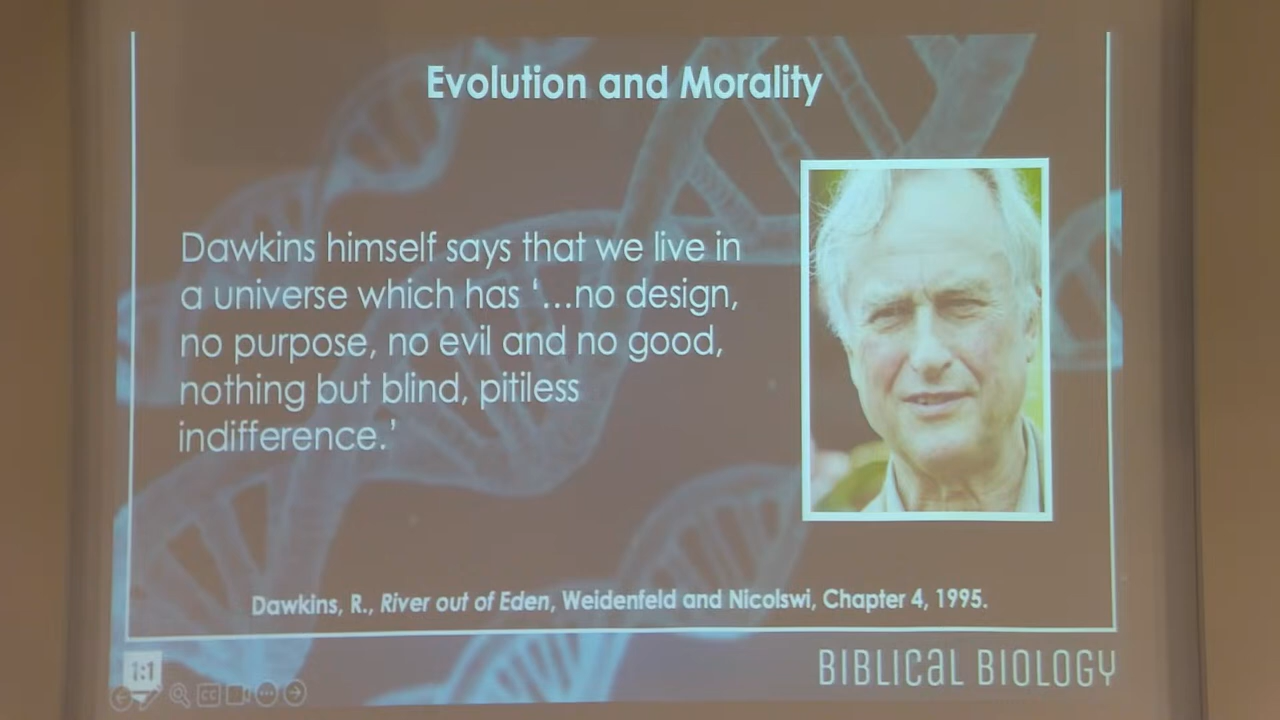 Evolution and Morality
Dawkins himself says that we live in
a universe which has ‘...no design,
no purpose, no evil and no good,
nothing but blind, pitiless
indifference.’
Dawkins, R., River out of Eden, Weidenfeld and Nicolswi, Chapter 4, 1995.
1:1
CC
BIBLICAL BIOLOGY